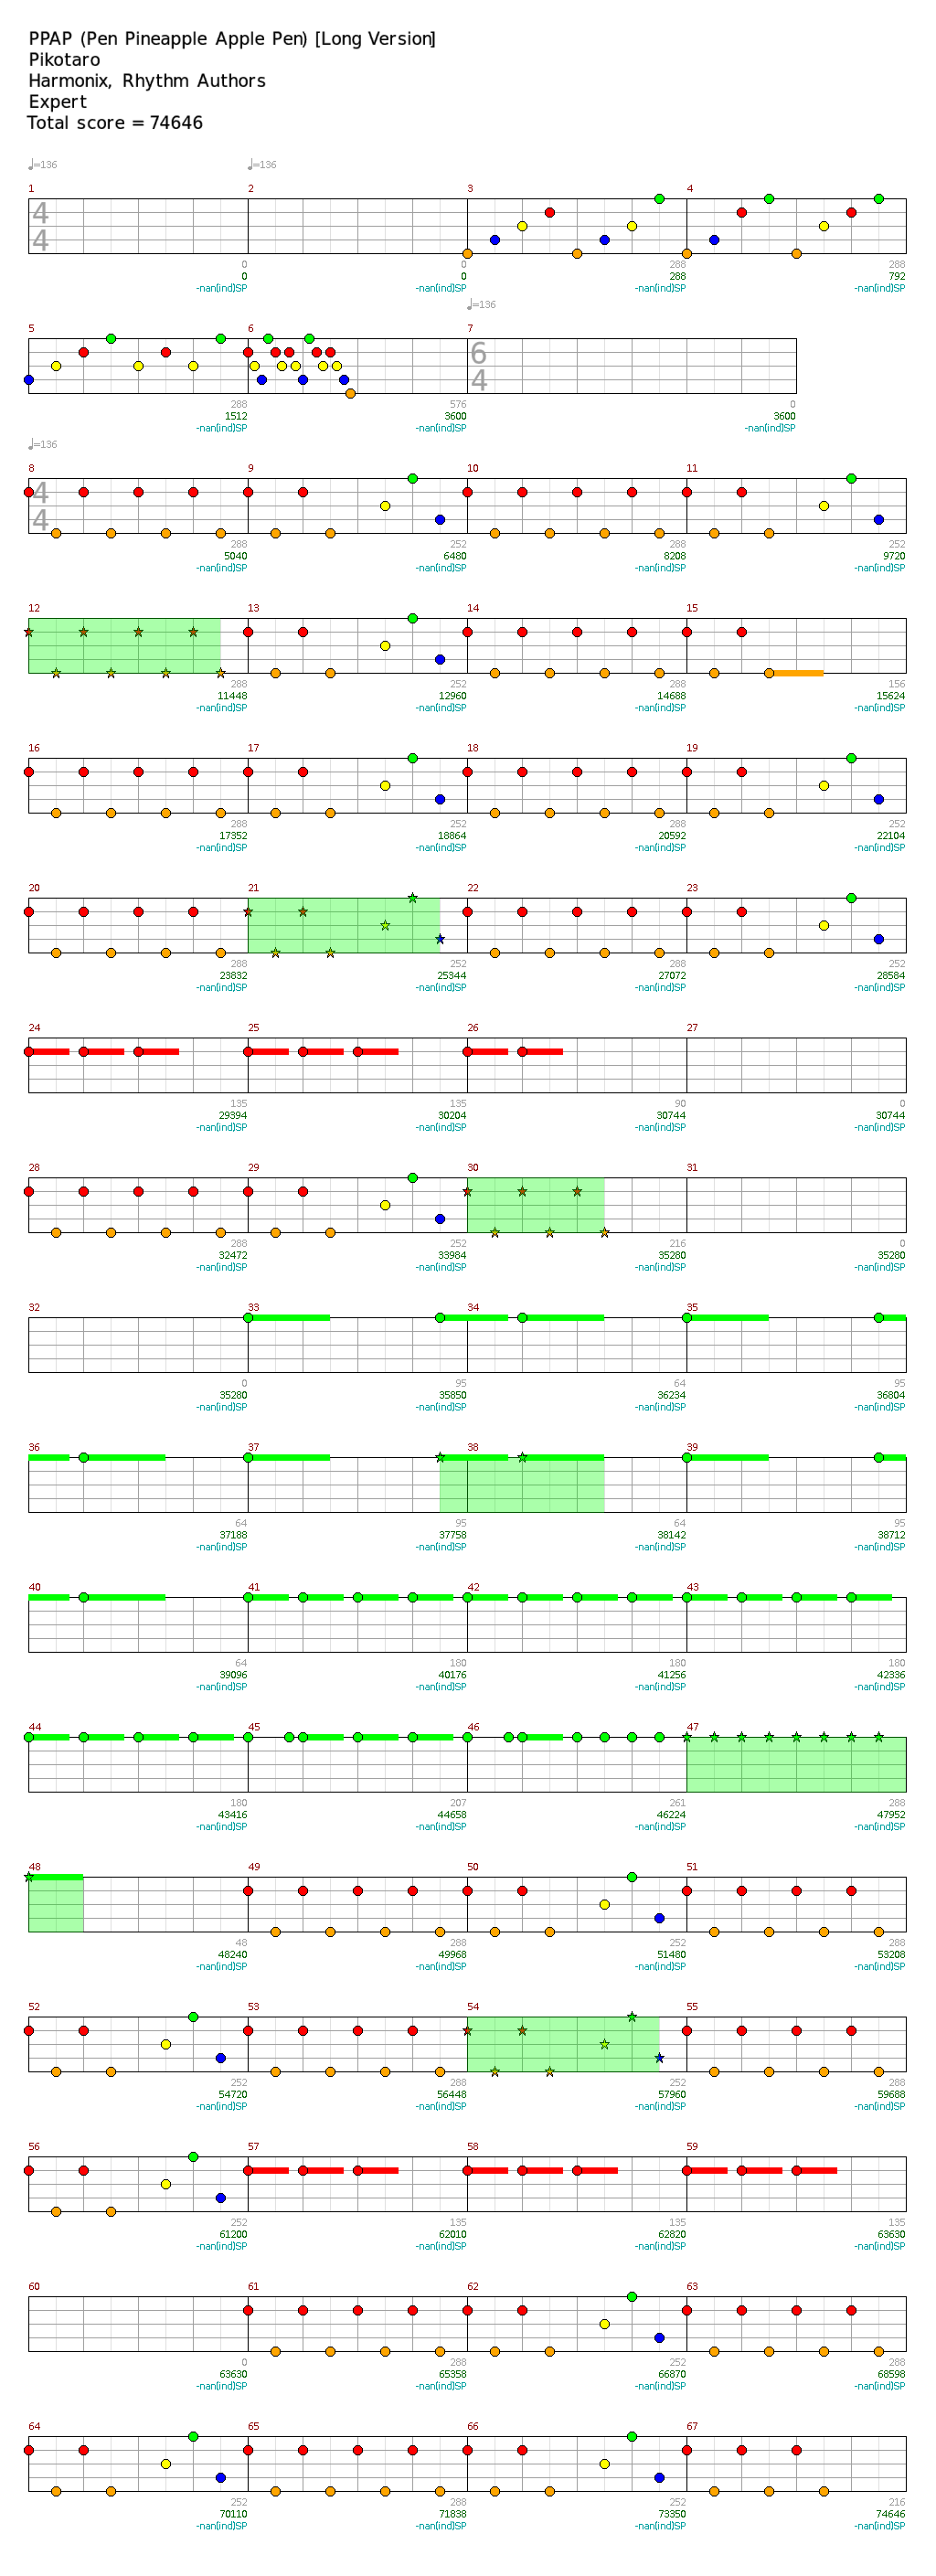 PPAP (Pen Pineapple Apple Pen) [Long Version]
Pikotaro
Harmonix, Rhythm Authors
Expert
Total score = 74646
♩=136 ♩=136
1 2 3 4
4
4
0 0 288 288
0 0 288 792
-nan(ind)SP -nan(ind)SP -nan(ind)SP -nan(ind)SP
♩=136
5 6 7
6
4
288 576 0
1512 3600 3600
-nan(ind)SP -nan(ind)SP -nan(ind)SP
♩=136
8 9 10 11
4
4
288 252 288 252
5040 6480 8208 9720
-nan(ind)SP -nan(ind)SP -nan(ind)SP -nan(ind)SP
12 13 14 15
288 252 288 156
11448 12960 14688 15624
-nan(ind)SP -nan(ind)SP -nan(ind)SP -nan(ind)SP
16 17 18 19
288 252 288 252
17352 18864 20592 22104
-nan(ind)SP -nan(ind)SP -nan(ind)SP -nan(ind)SP
20 21 22 23
288 252 288 252
23832 25344 27072 28584
-nan(ind)SP -nan(ind)SP -nan(ind)SP -nan(ind)SP
24 25 26 27
135 135 90 0
29394 30204 30744 30744
-nan(ind)SP -nan(ind)SP -nan(ind)SP -nan(ind)SP
28 29 30 31
288 252 216 0
32472 33984 35280 35280
-nan(ind)SP -nan(ind)SP -nan(ind)SP -nan(ind)SP
32 33 34 35
0 95 64 95
35280 35850 36234 36804
-nan(ind)SP -nan(ind)SP -nan(ind)SP -nan(ind)SP
36 37 38 39
64 95 64 95
37188 37758 38142 38712
-nan(ind)SP -nan(ind)SP -nan(ind)SP -nan(ind)SP
40 41 42 43
64 180 180 180
39096 40176 41256 42336
-nan(ind)SP -nan(ind)SP -nan(ind)SP -nan(ind)SP
44 45 46 47
180 207 261 288
43416 44658 46224 47952
-nan(ind)SP -nan(ind)SP -nan(ind)SP -nan(ind)SP
48 49 50 51
48 288 252 288
48240 49968 51480 53208
-nan(ind)SP -nan(ind)SP -nan(ind)SP -nan(ind)SP
52 53 54 55
252 288 252 288
54720 56448 57960 59688
-nan(ind)SP -nan(ind)SP -nan(ind)SP -nan(ind)SP
56 57 58 59
252 135 135 135
61200 62010 62820 63630
-nan(ind)SP -nan(ind)SP -nan(ind)SP -nan(ind)SP
60 61 62 63
0 288 252 288
63630 65358 66870 68598
-nan(ind)SP -nan(ind)SP -nan(ind)SP -nan(ind)SP
64 65 66 67
252 288 252 216
70110 71838 73350 74646
-nan(ind)SP -nan(ind)SP -nan(ind)SP -nan(ind)SP